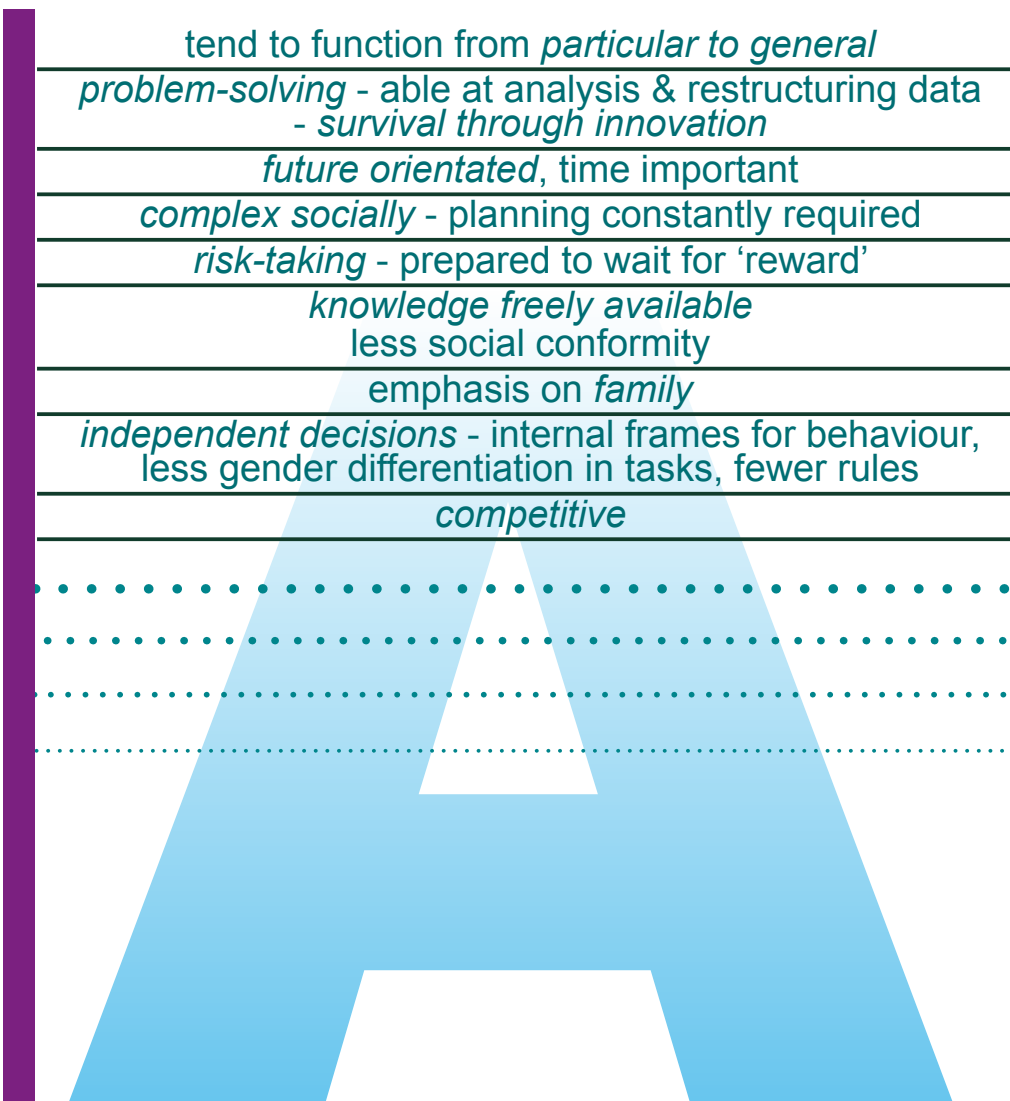 tend to function from particular to general
problem-solving - able at analysis & restructuring data
- survival through innovation
future orientated, time important
complex socially - planning constantly required
risk-taking - prepared to wait for ‘reward’
knowledge freely available
less social conformity
emphasis on family
independent decisions - internal frames for behaviour,
less gender differentiation in tasks, fewer rules
competitive
A